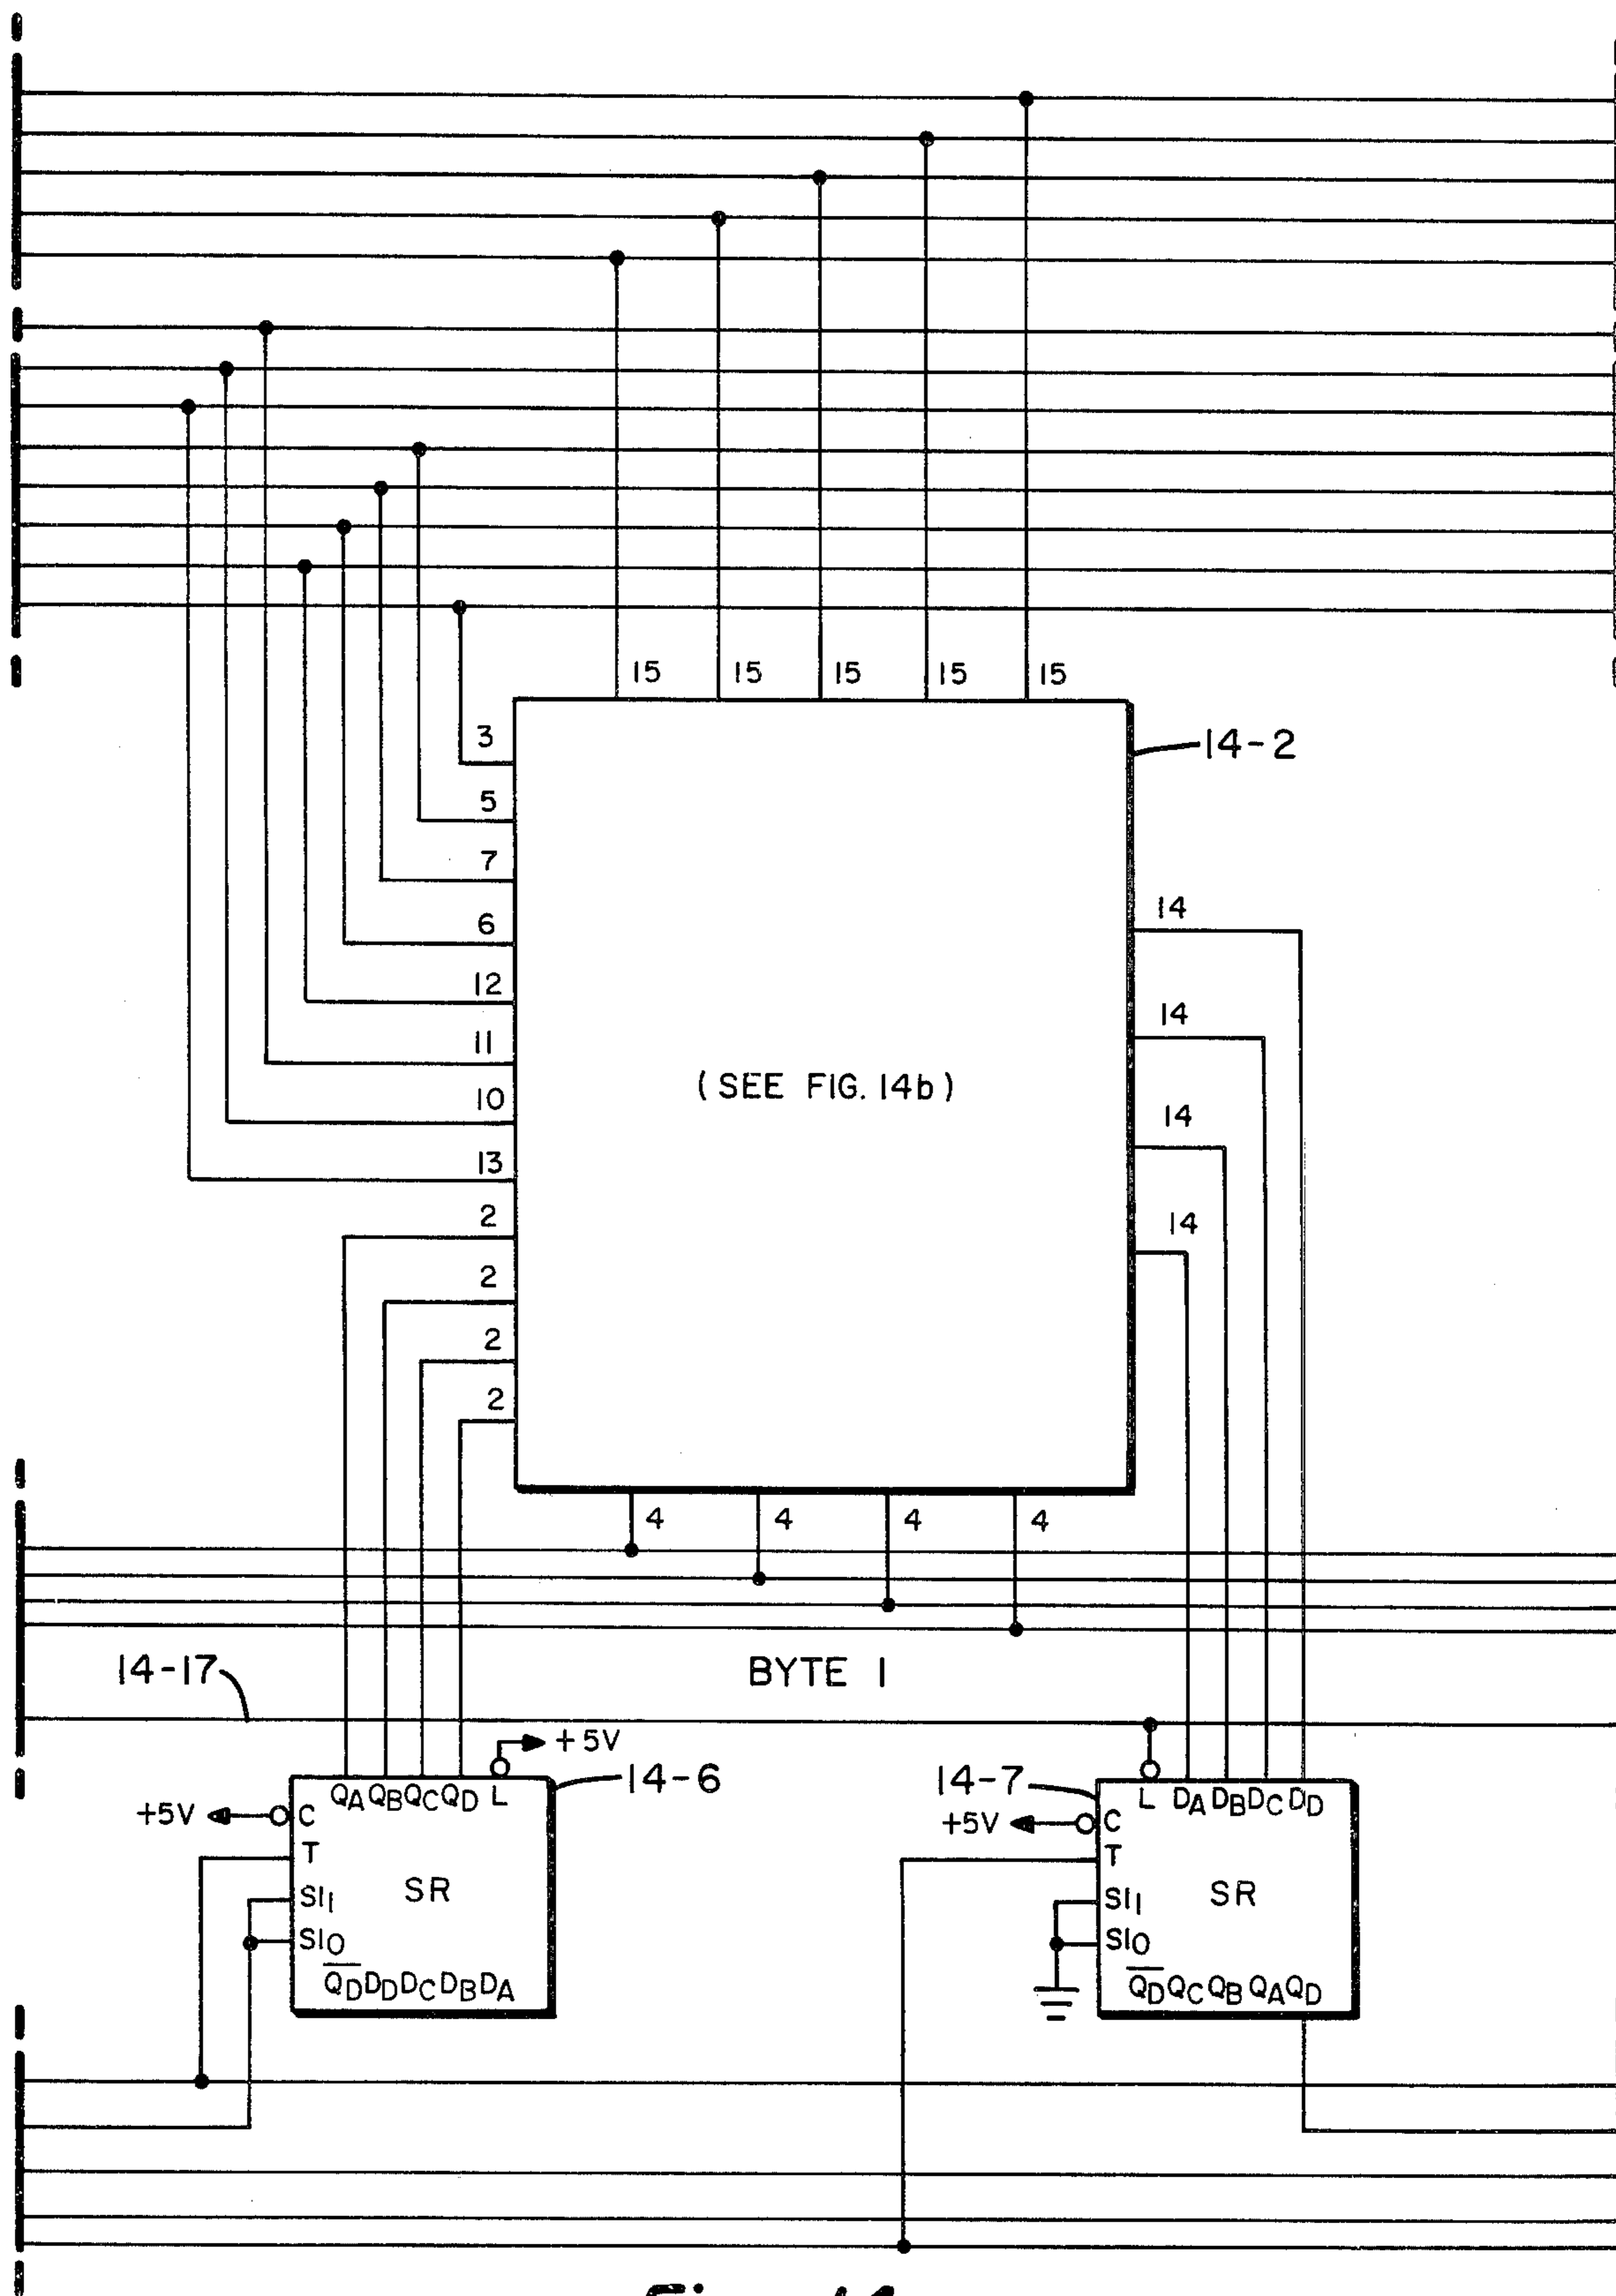 15 15 15 15 15
3
14-2
5
7
6
14
12
14
11
(SEE FIG. 14b)
10
14
13
2
14
2
2
2
4 4 4 4
14-17
BYTE 1
+5V
14-6
14-7
QA QB QC QD L
L DA DB DC DD
+5V C
+5V C
T
T
SR
SR
SI1
SI1
SI0
SI0
Q̅D̅ DD DC DB DA
Q̅D̅ QC QB QA QD